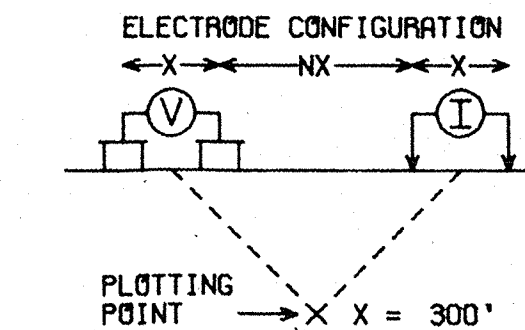 ELECTRODE CONFIGURATION
X NX X
V I
PLOTTING
POINT X X = 300'